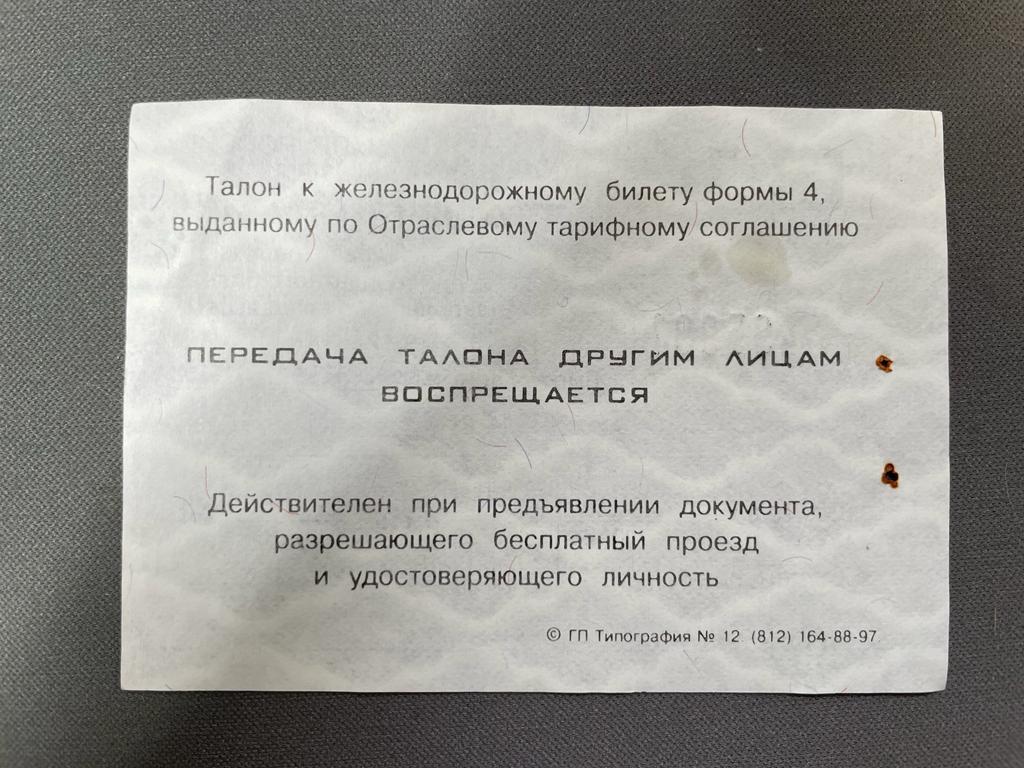 Талон к железнодорожному билету формы 4,
выданному по Отраслевому тарифному соглашению
ПЕРЕДАЧА ТАЛОНА ДРУГИМ ЛИЦАМ
ВОСПРЕЩАЕТСЯ
Действителен при предъявлении документа,
разрешающего бесплатный проезд
и удостоверяющего личность
© ГП Типография № 12 (812) 164-88-97